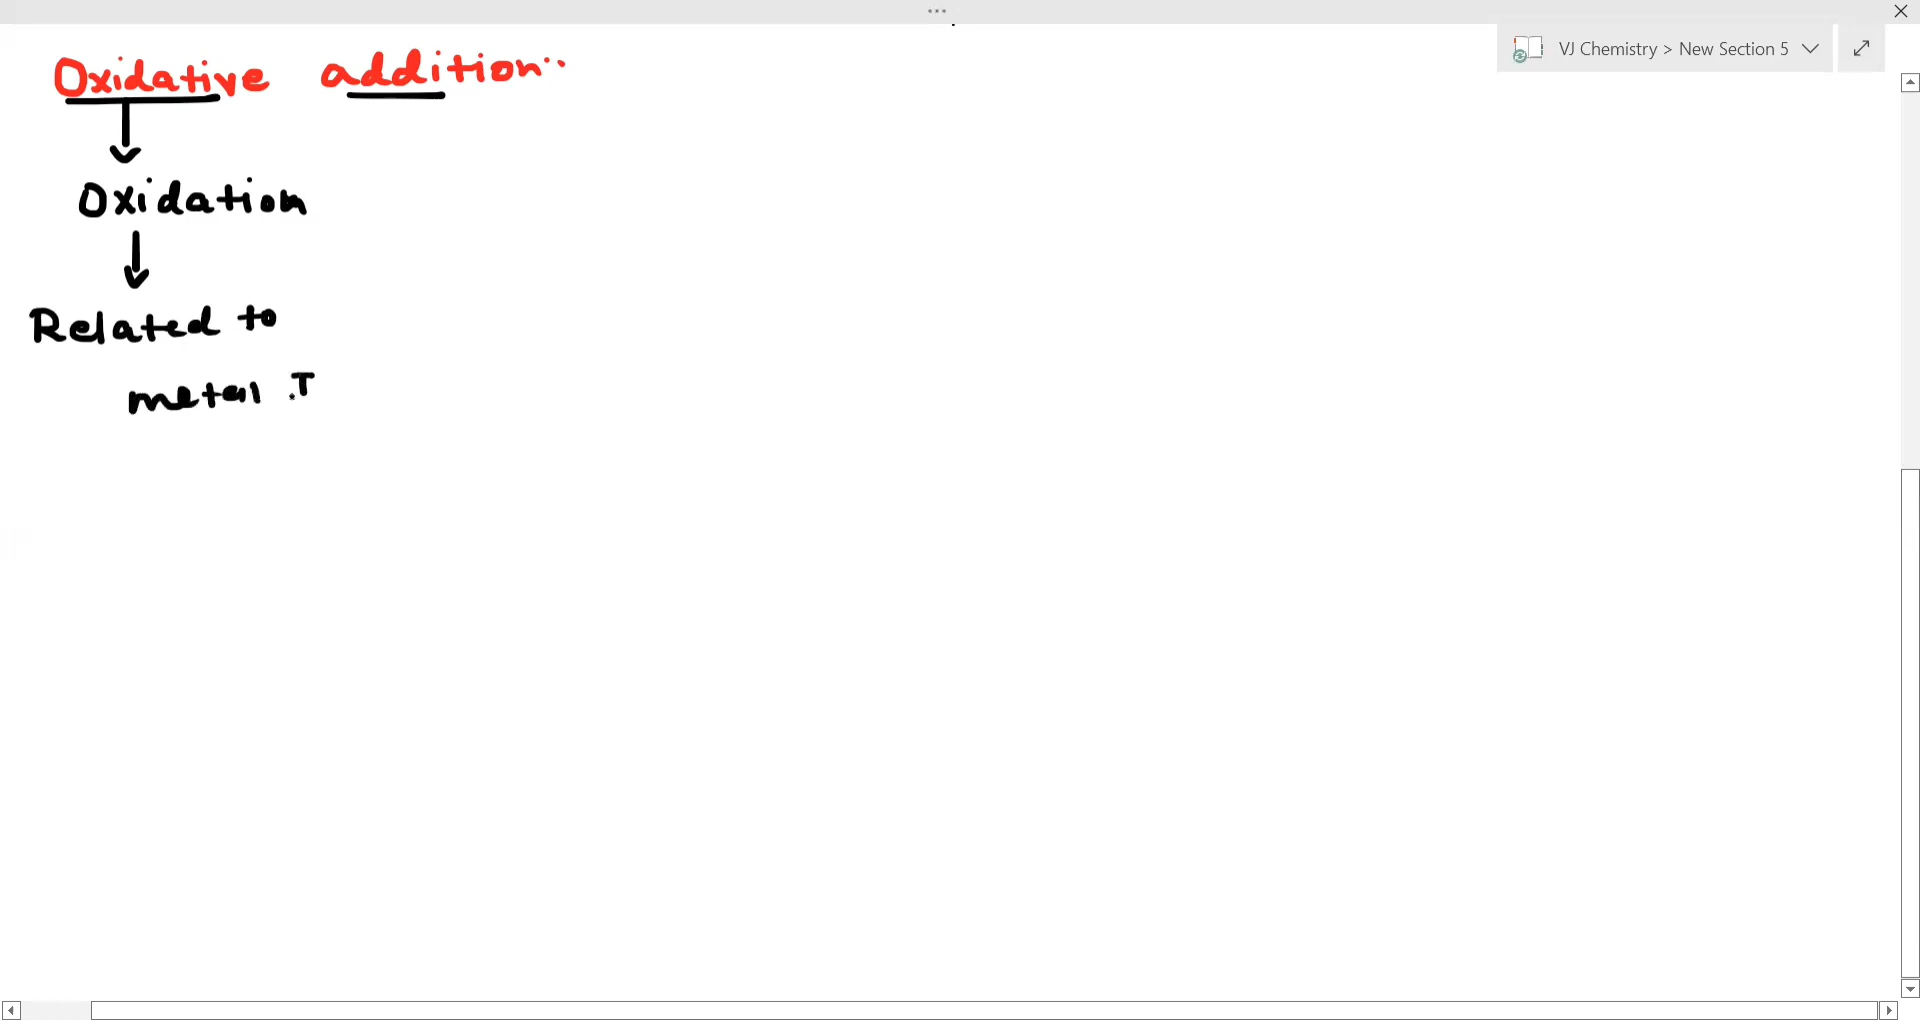 VJ Chemistry > New Section 5
Oxidative addition:
Oxidation
Related to
metal